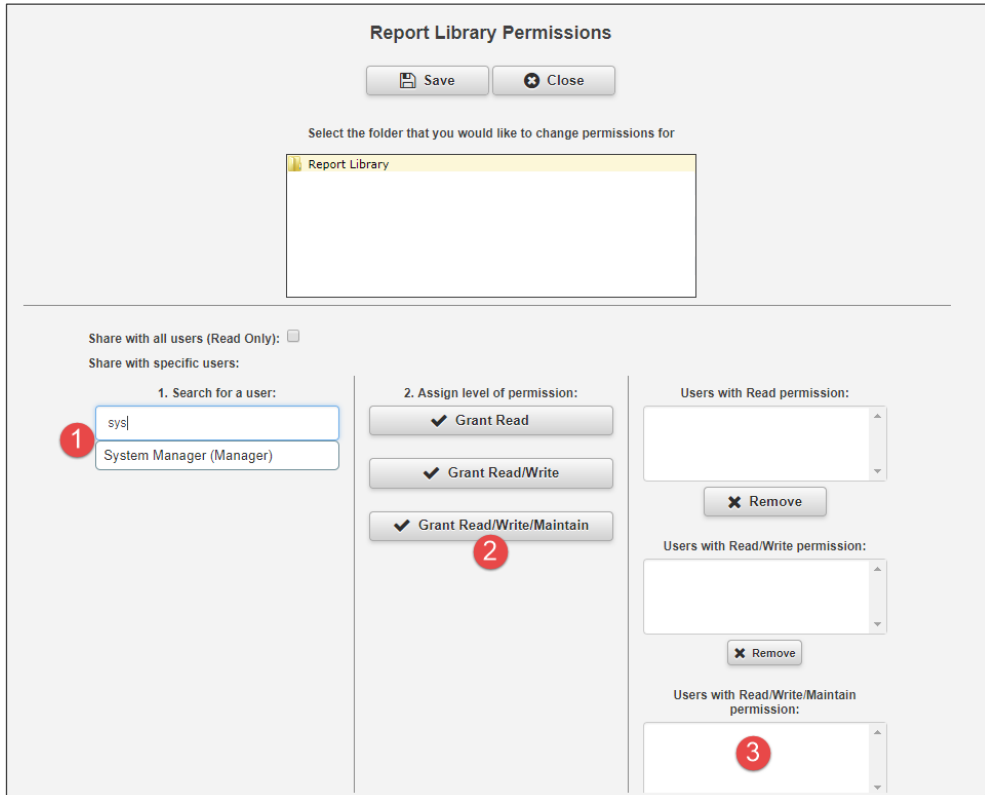 Report Library Permissions
Save
Close
Select the folder that you would like to change permissions for
Report Library
Share with all users (Read Only):
Share with specific users:
1. Search for a user:
sys
System Manager (Manager)
1
2. Assign level of permission:
Grant Read
Grant Read/Write
Grant Read/Write/Maintain
2
Users with Read permission:
Remove
Users with Read/Write permission:
Remove
Users with Read/Write/Maintain
permission:
3